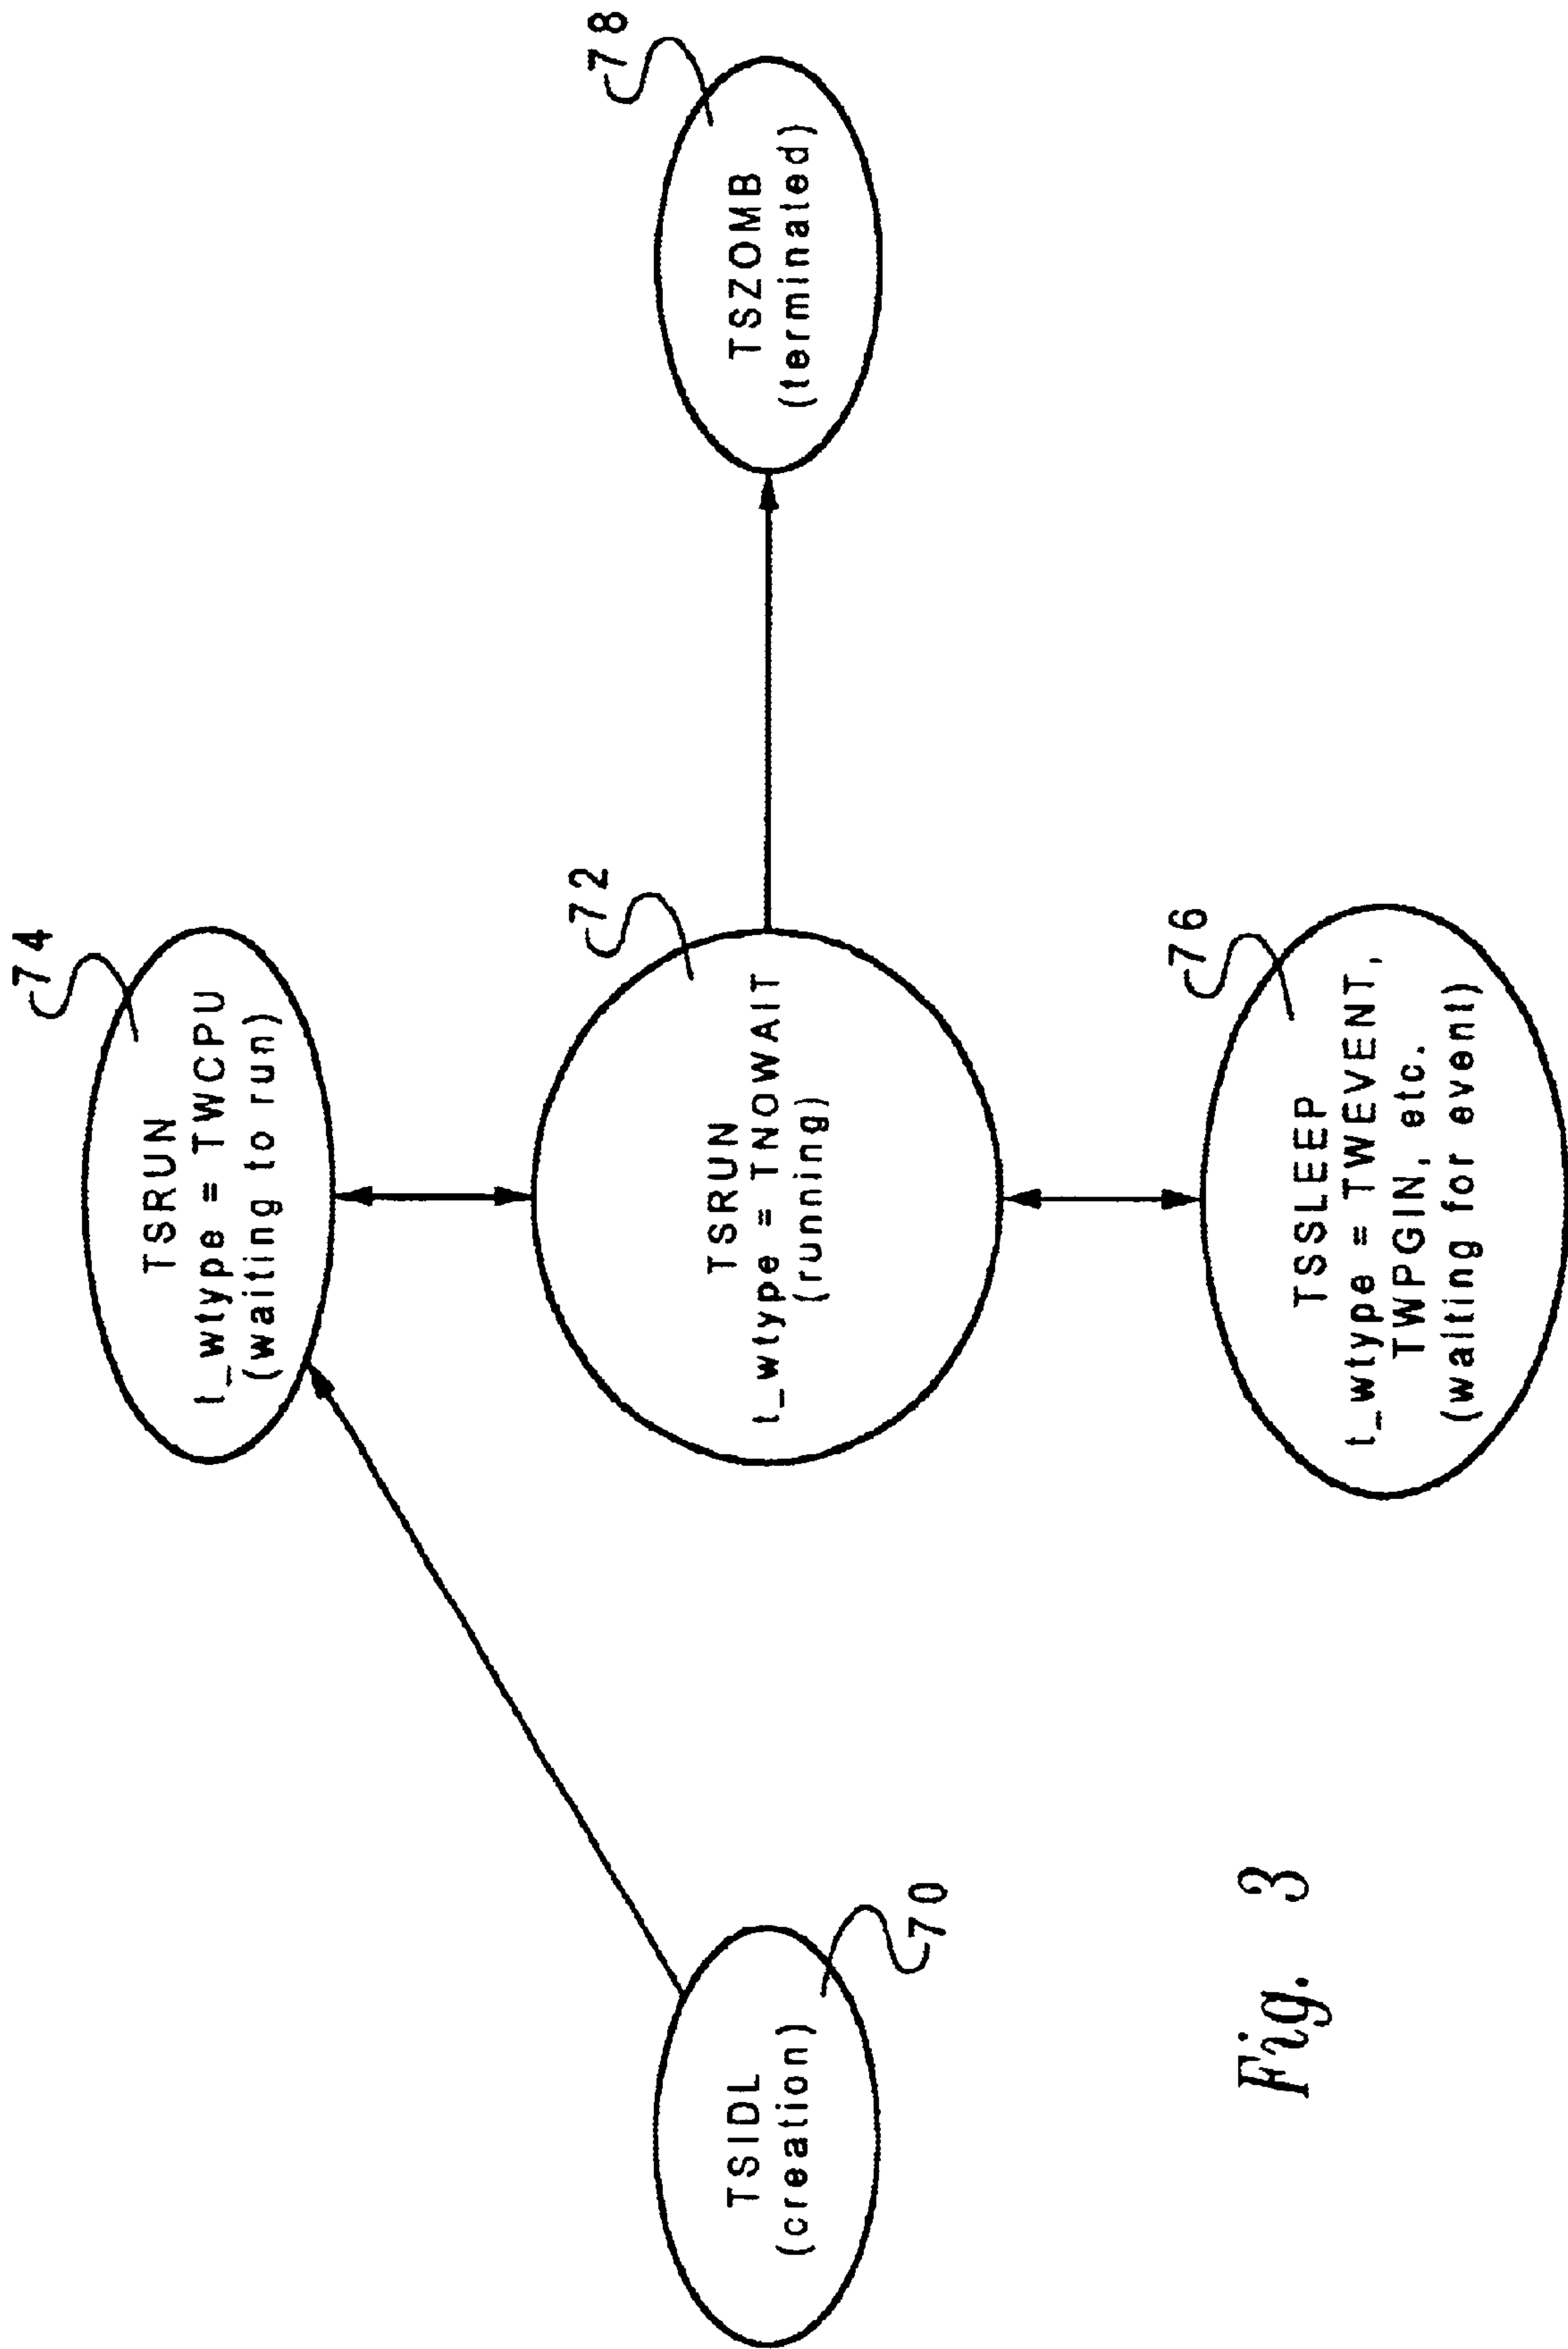 74
TSRUN
t_wtype = TWCPU
(waiting to run)
72
TSRUN
t_wtype = TNOWAIT
(running)
78
TSZOMB
(terminated)
TSIDL
(creation)
70
76
TSSLEEP
t_wtype = TWEVENT,
TWPGIN, etc.
(waiting for event)
Fig. 3